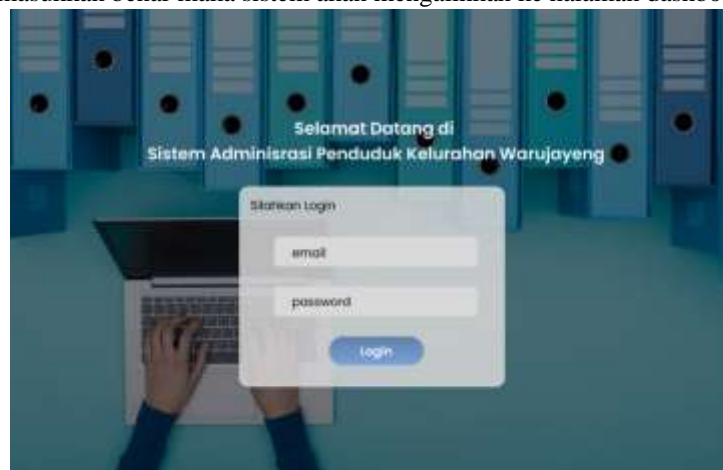 Selamat Datang di
Sistem Adminisrasi Penduduk Kelurahan Warujayeng
Silahkan Login
email
password
Login